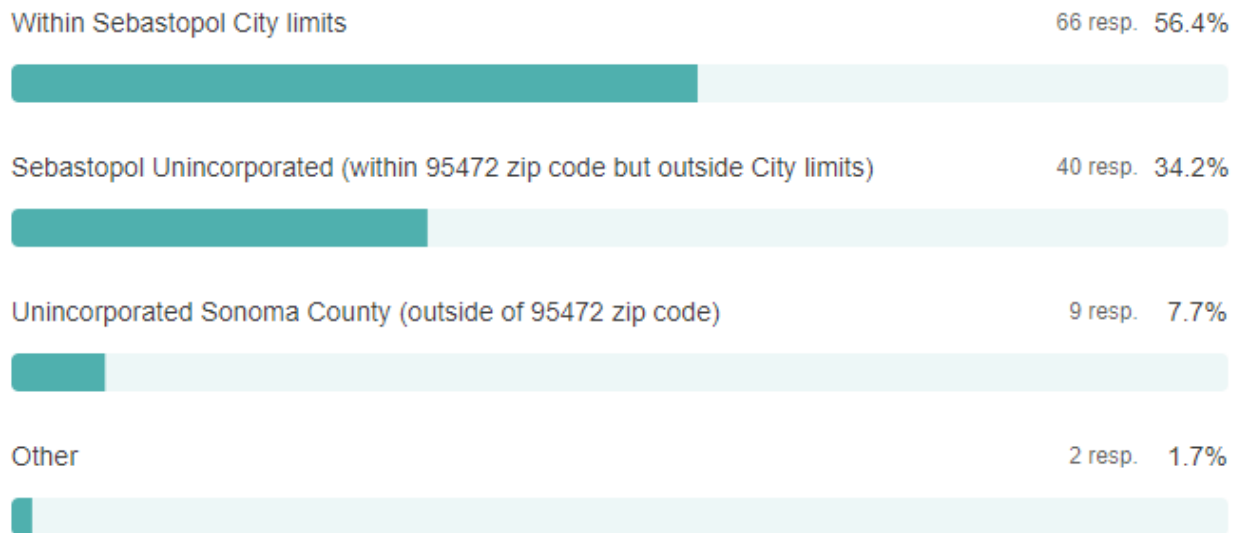 Within Sebastopol City limits 66 resp. 56.4%
Sebastopol Unincorporated (within 95472 zip code but outside City limits) 40 resp. 34.2%
Unincorporated Sonoma County (outside of 95472 zip code) 9 resp. 7.7%
Other 2 resp. 1.7%